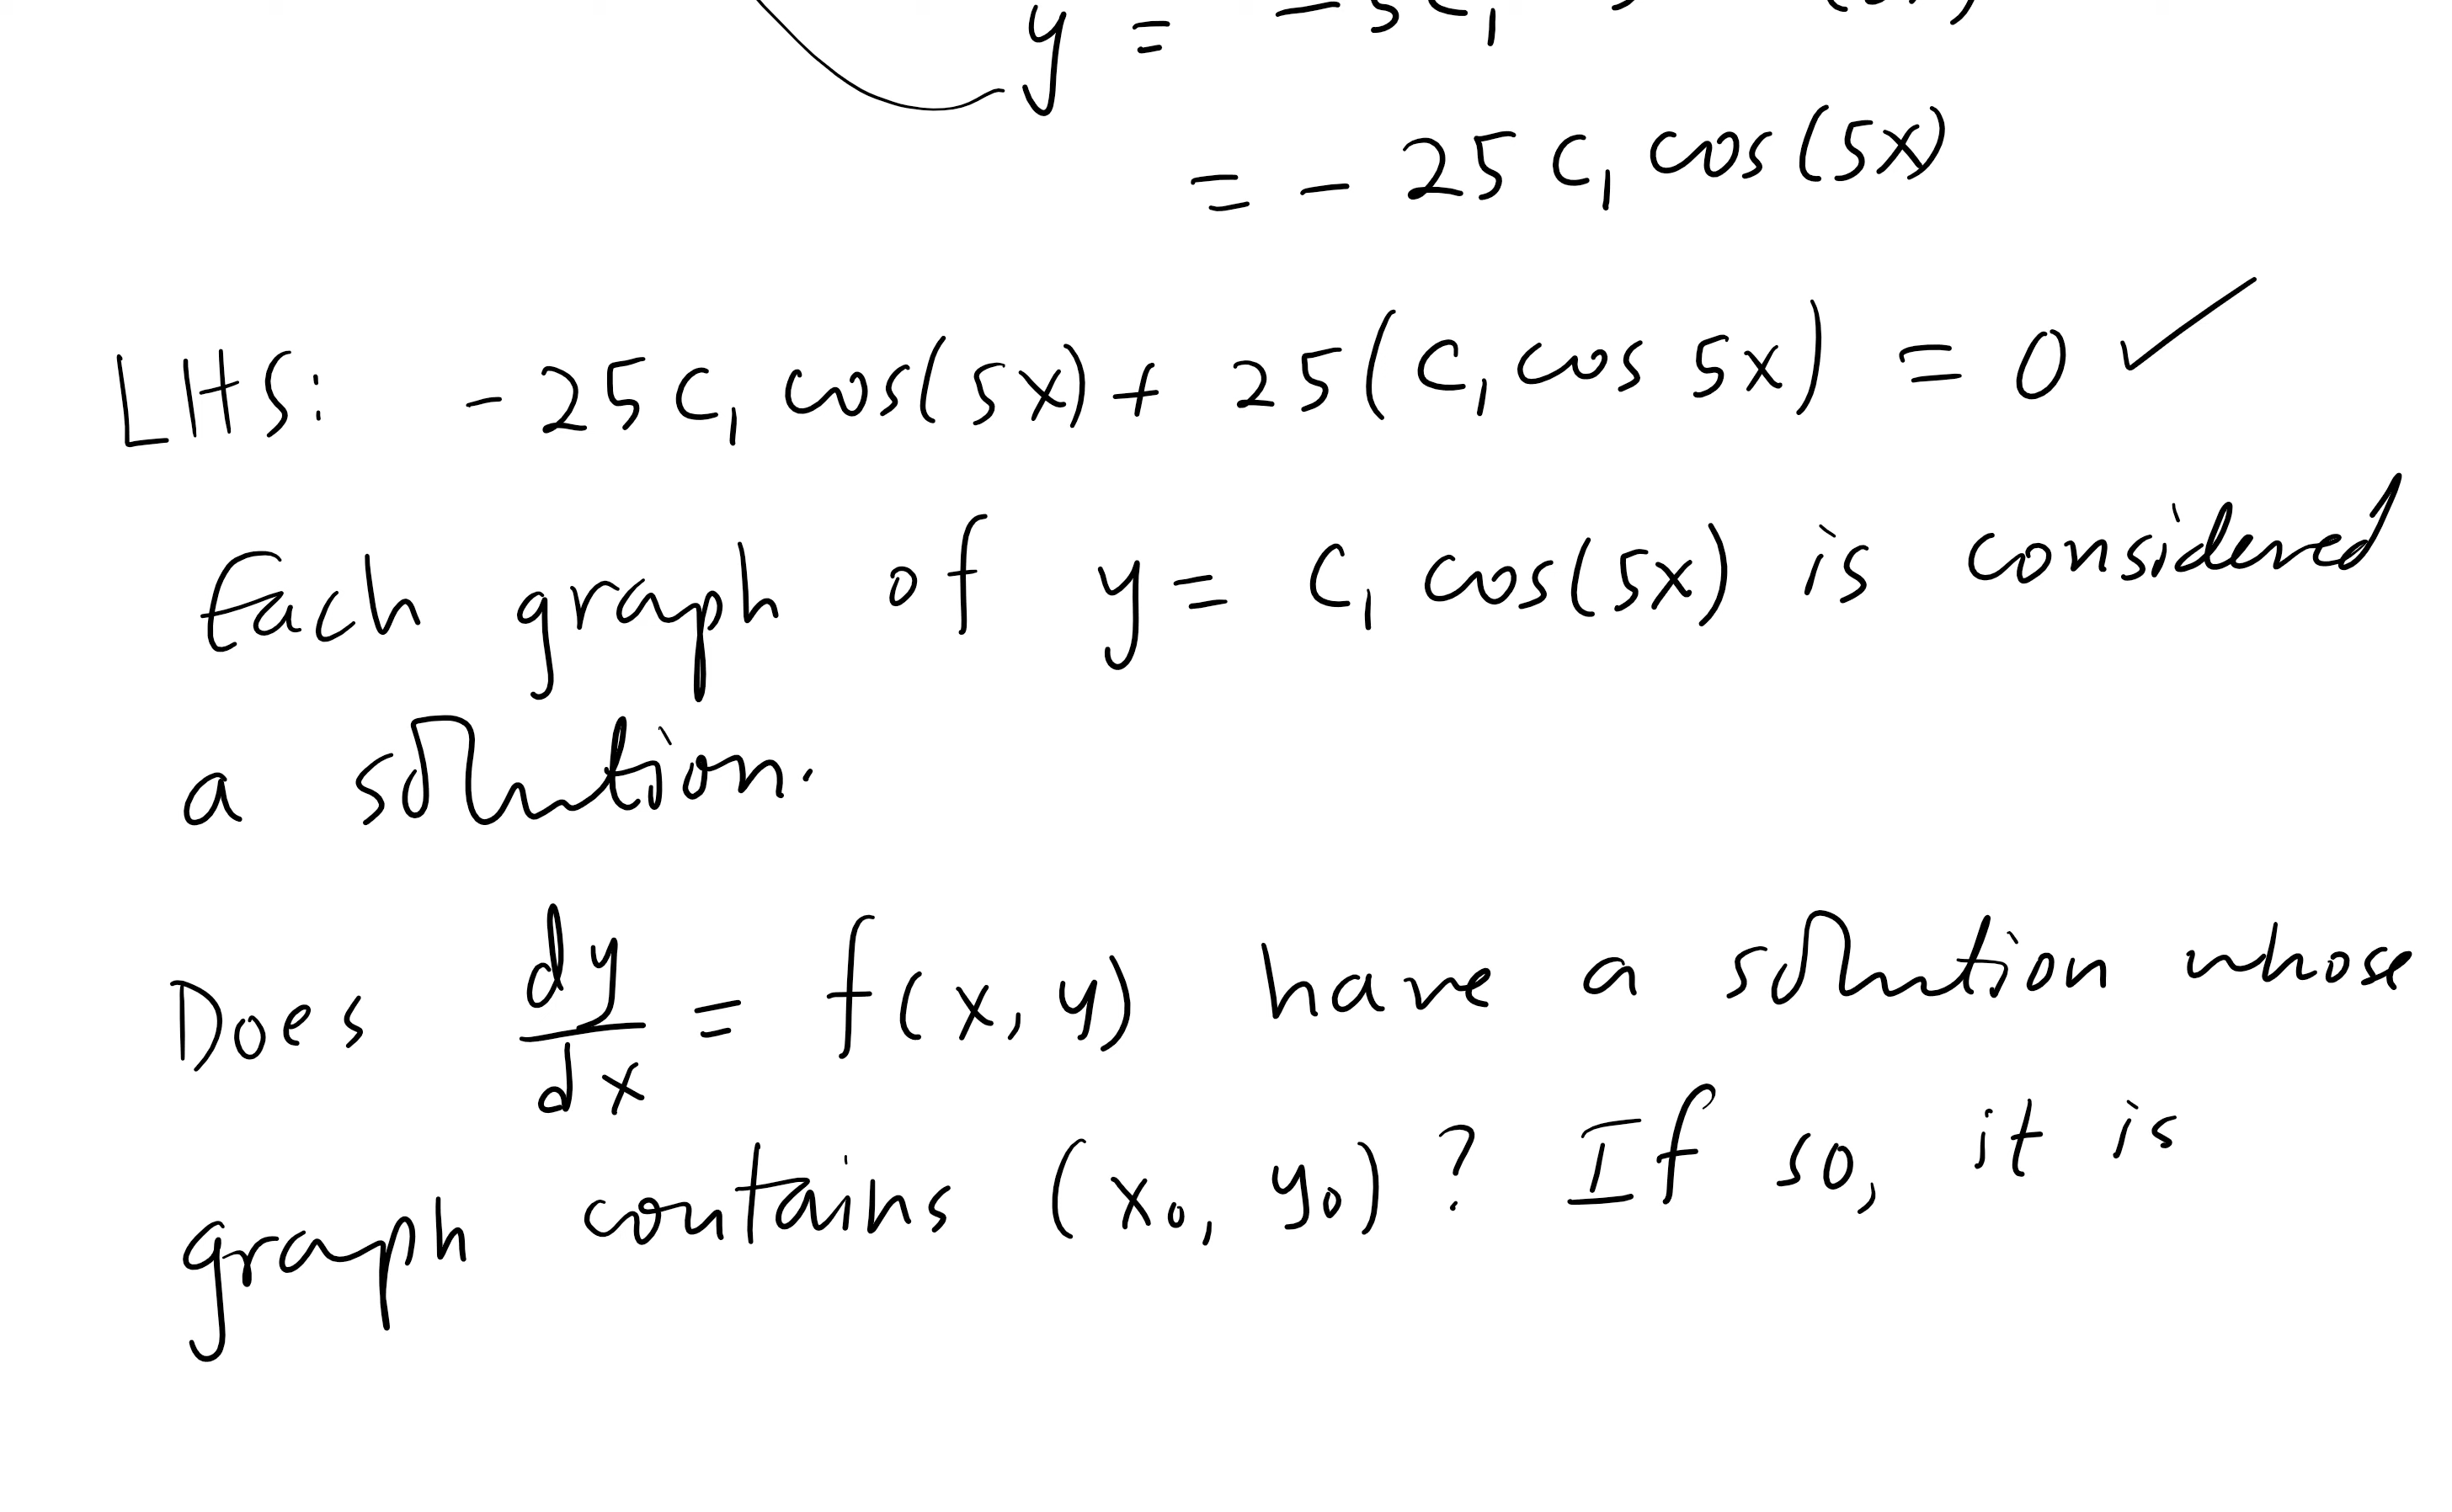 y =
= - 25 c₁ cos(5x)
LHS: - 25 c₁ cos(5x) + 25(c₁ cos 5x) = 0 ✓
Each graph of y = c₁ cos(5x) is considered
a solution.
Does dy/dx = f(x, y) have a solution whose
graph contains (x₀, y₀)? If so, it is